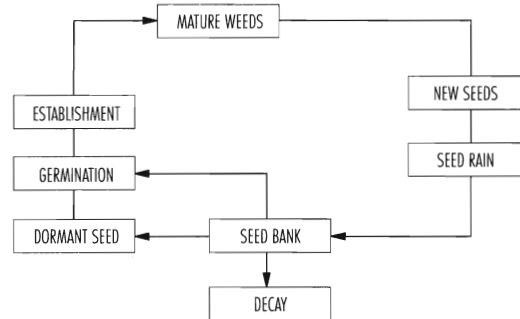 MATURE WEEDS
NEW SEEDS
ESTABLISHMENT
SEED RAIN
GERMINATION
DORMANT SEED
SEED BANK
DECAY